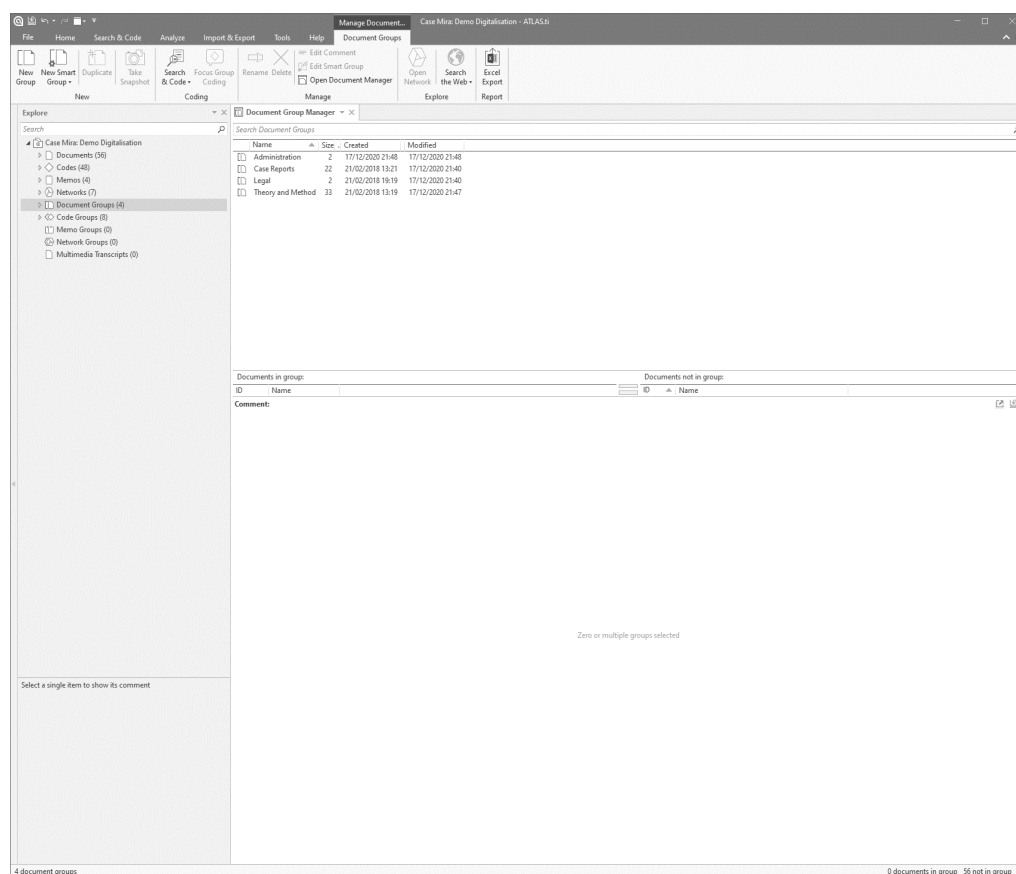 Manage Document... Case Mira: Demo Digitalisation - ATLAS.ti
File Home Search & Code Analyze Import & Export Tools Help Document Groups
New Group
New Smart Group
Duplicate
Take Snapshot
Search & Code
Focus Group Coding
Rename Delete
Edit Comment
Edit Smart Group
Open Document Manager
Open Network
Search the Web
Excel Export
New Coding Manage Explore Report
Explore
Search
Case Mira: Demo Digitalisation
Documents (56)
Codes (48)
Memos (4)
Networks (7)
Document Groups (4)
Code Groups (8)
Memo Groups (0)
Network Groups (0)
Multimedia Transcripts (0)
Select a single item to show its comment
Document Group Manager
Search Document Groups
Name Size Created Modified
Administration 2 17/12/2020 21:48 17/12/2020 21:48
Case Reports 22 21/02/2018 13:21 17/12/2020 21:40
Legal 2 21/02/2018 19:19 17/12/2020 21:40
Theory and Method 33 21/02/2018 13:19 17/12/2020 21:47
Documents in group: Documents not in group:
ID Name ID Name
Comment:
Zero or multiple groups selected
4 document groups 0 documents in group 56 not in group